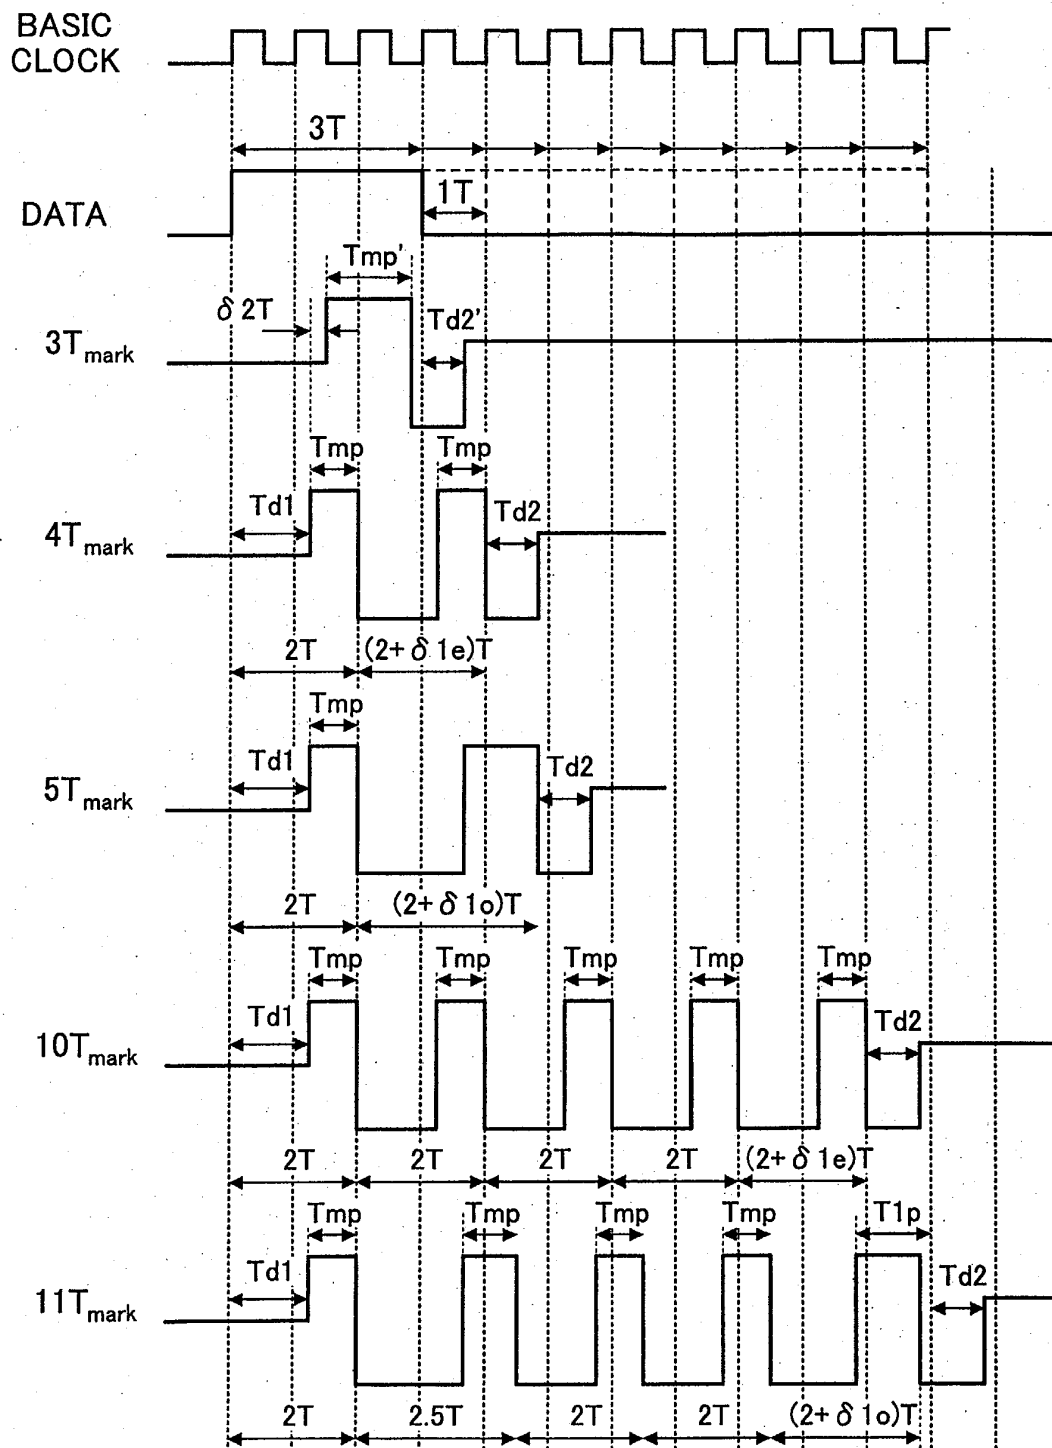 BASIC
CLOCK
3T
1T
DATA
Tmp'
δ 2T
Td2'
3Tmark
Tmp Tmp
Td1 Td2
4Tmark
2T (2+δ 1e)T
Tmp
Td1 Td2
5Tmark
2T (2+δ 1o)T
Tmp Tmp Tmp Tmp Tmp
Td1 Td2
10Tmark
2T 2T 2T 2T (2+δ 1e)T
Tmp Tmp Tmp Tmp T1p
Td1 Td2
11Tmark
2T 2.5T 2T 2T (2+δ 1o)T